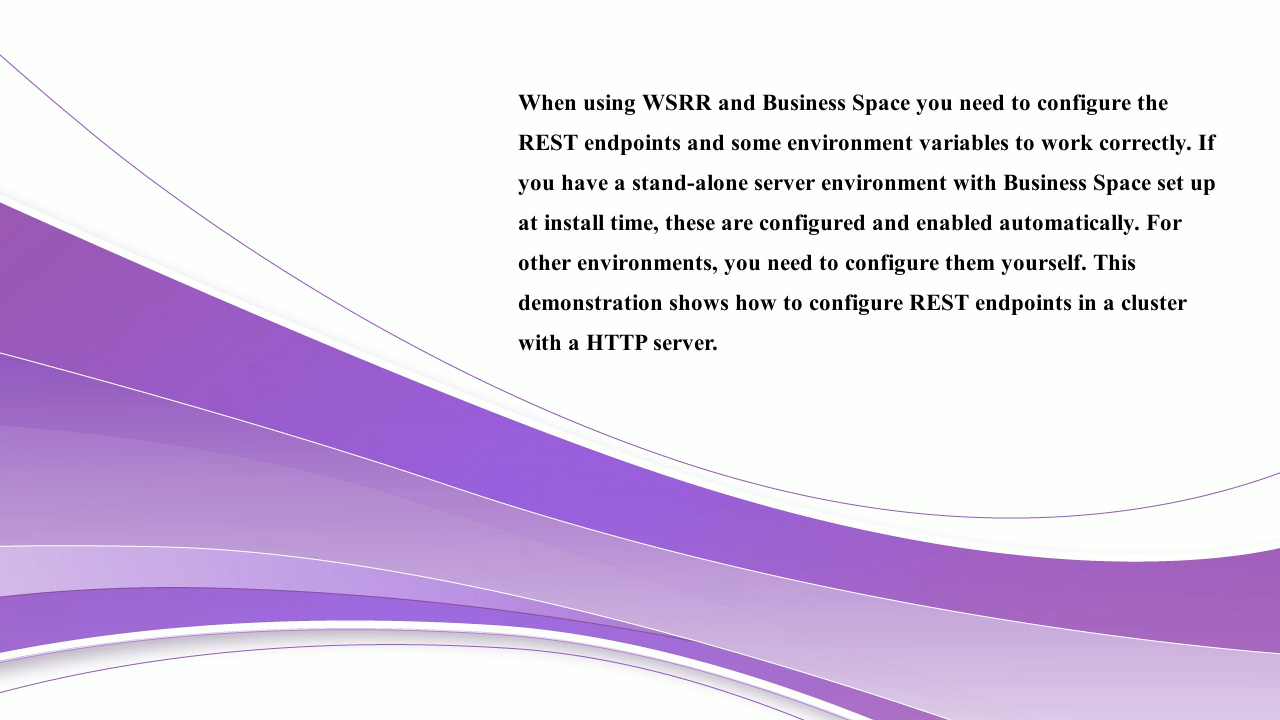 When using WSRR and Business Space you need to configure the
REST endpoints and some environment variables to work correctly. If
you have a stand-alone server environment with Business Space set up
at install time, these are configured and enabled automatically. For
other environments, you need to configure them yourself. This
demonstration shows how to configure REST endpoints in a cluster
with a HTTP server.